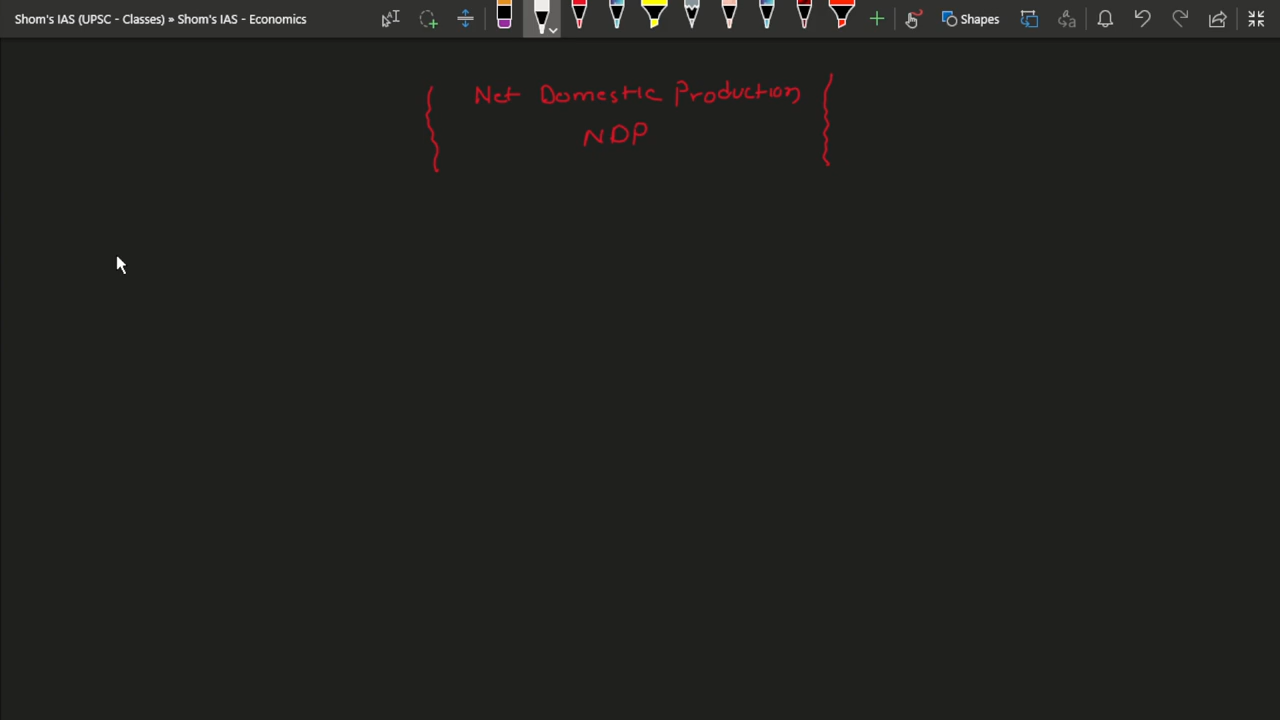 Shom's IAS (UPSC - Classes) » Shom's IAS - Economics
Shapes
Net Domestic Production
NDP